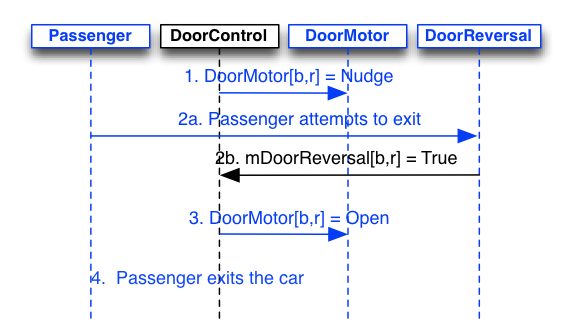 Passenger DoorControl DoorMotor DoorReversal
1. DoorMotor[b,r] = Nudge
2a. Passenger attempts to exit
2b. mDoorReversal[b,r] = True
3. DoorMotor[b,r] = Open
4. Passenger exits the car